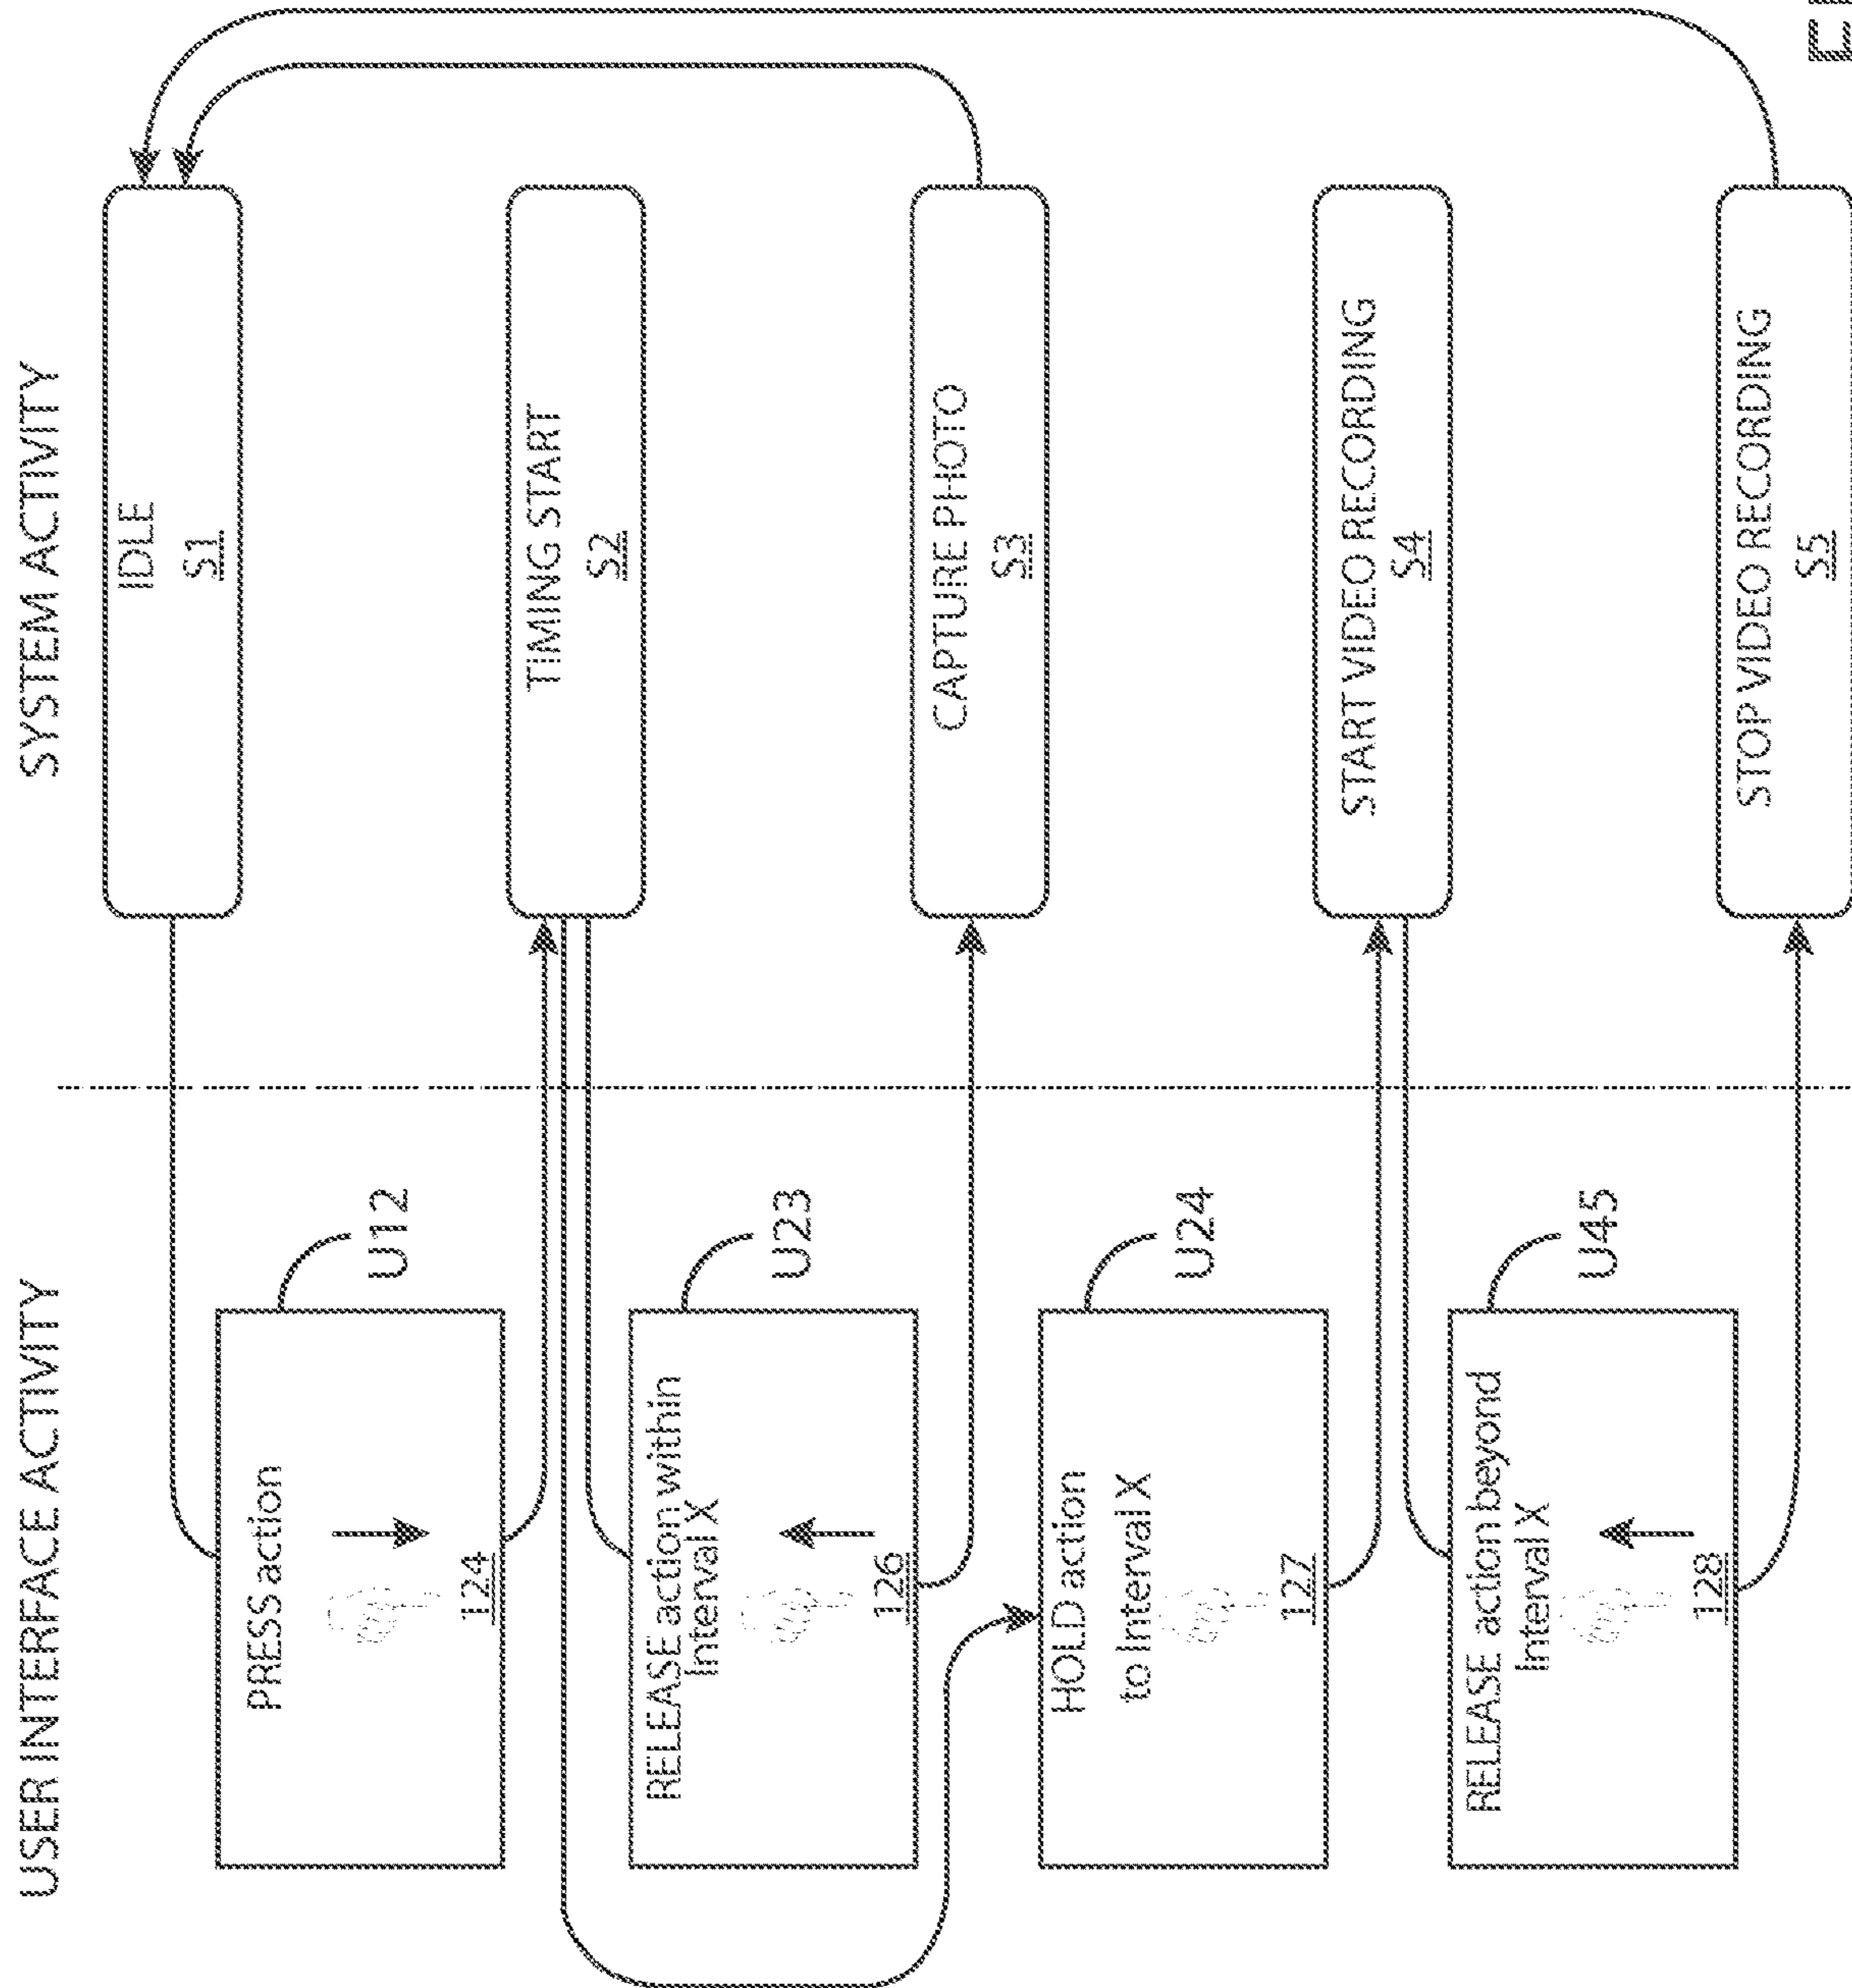 USER INTERFACE ACTIVITY
SYSTEM ACTIVITY
PRESS action
124
U12
RELEASE action within
Interval X
126
U23
HOLD action
to Interval X
127
U24
RELEASE action beyond
Interval X
128
U45
IDLE
S1
TIMING START
S2
CAPTURE PHOTO
S3
START VIDEO RECORDING
S4
STOP VIDEO RECORDING
S5